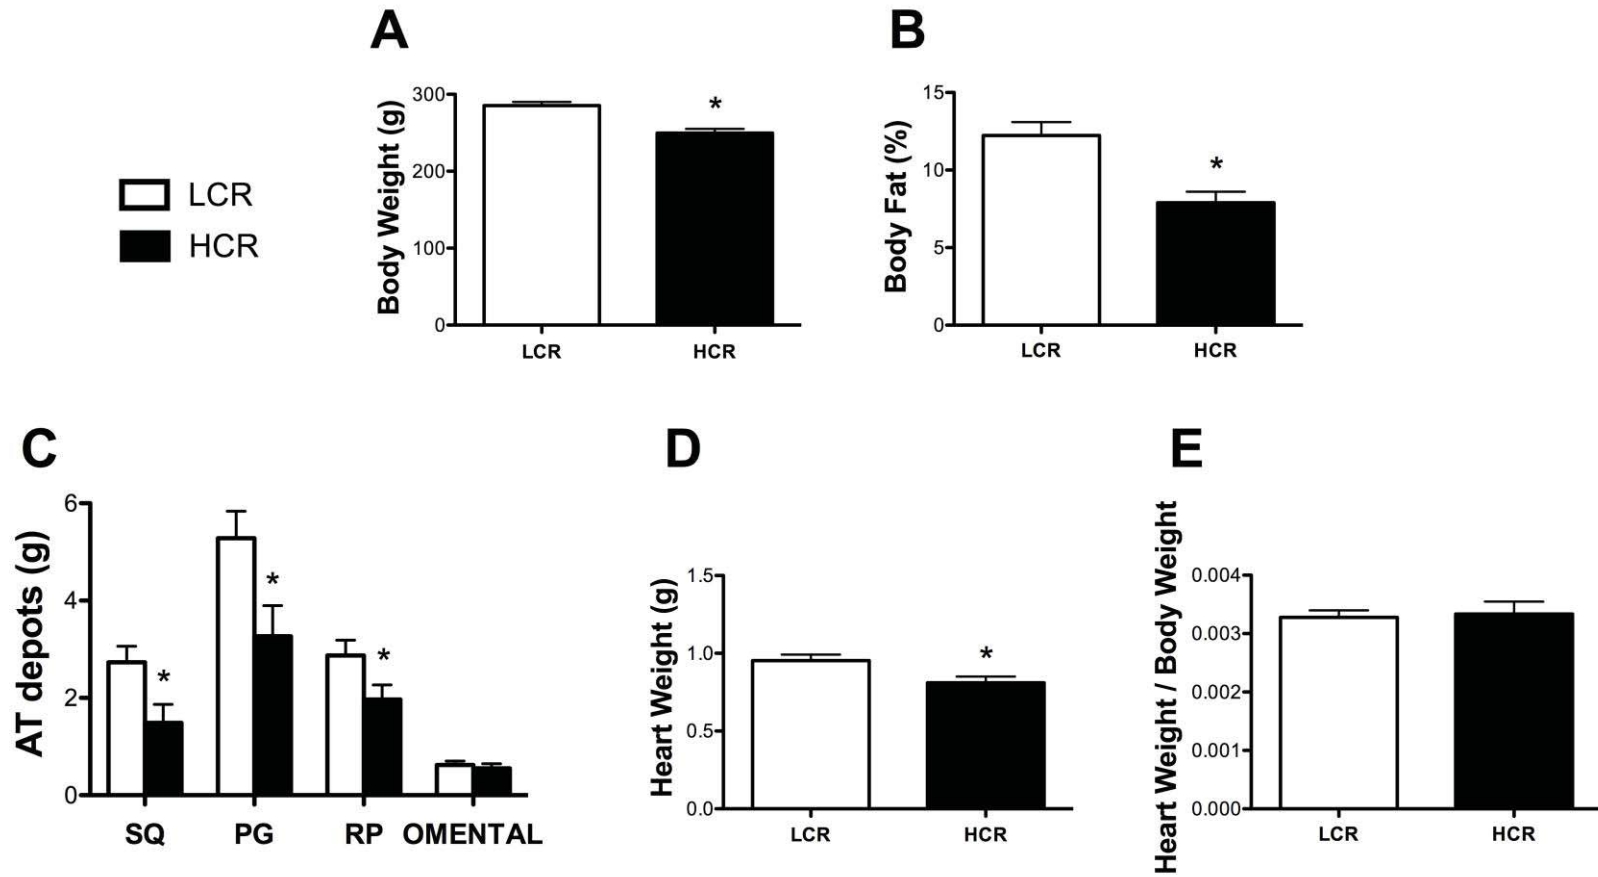 A
B
LCR
HCR
Body Weight (g)
300
200
100
0
*
LCR
HCR
Body Fat (%)
15
10
5
0
*
LCR
HCR
C
D
E
AT depots (g)
6
4
2
0
*
*
*
SQ
PG
RP
OMENTAL
Heart Weight (g)
1.5
1.0
0.5
0.0
*
LCR
HCR
Heart Weight / Body Weight
0.004
0.003
0.002
0.001
0.000
LCR
HCR